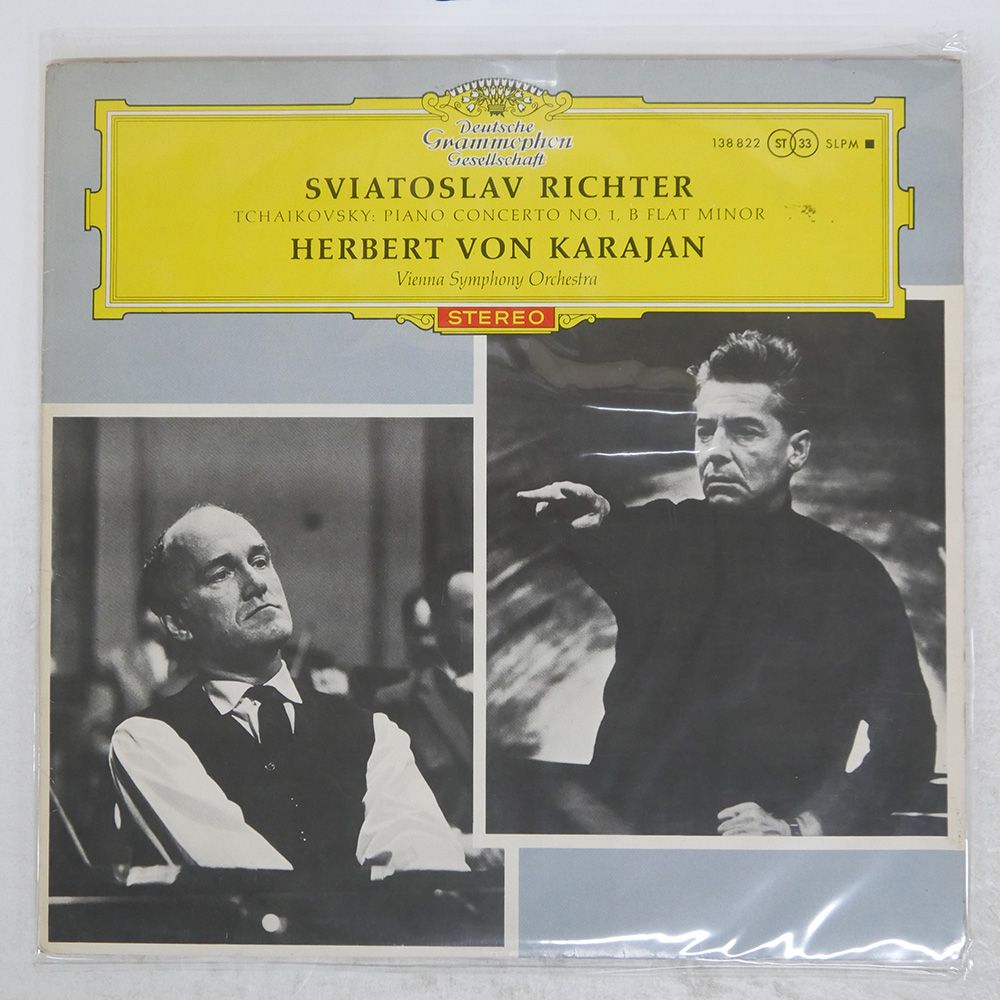 Deutsche
Grammophon
Gesellschaft
138 822 ST 33 SLPM
SVIATOSLAV RICHTER
TCHAIKOVSKY: PIANO CONCERTO NO. 1, B FLAT MINOR
HERBERT VON KARAJAN
Vienna Symphony Orchestra
STEREO